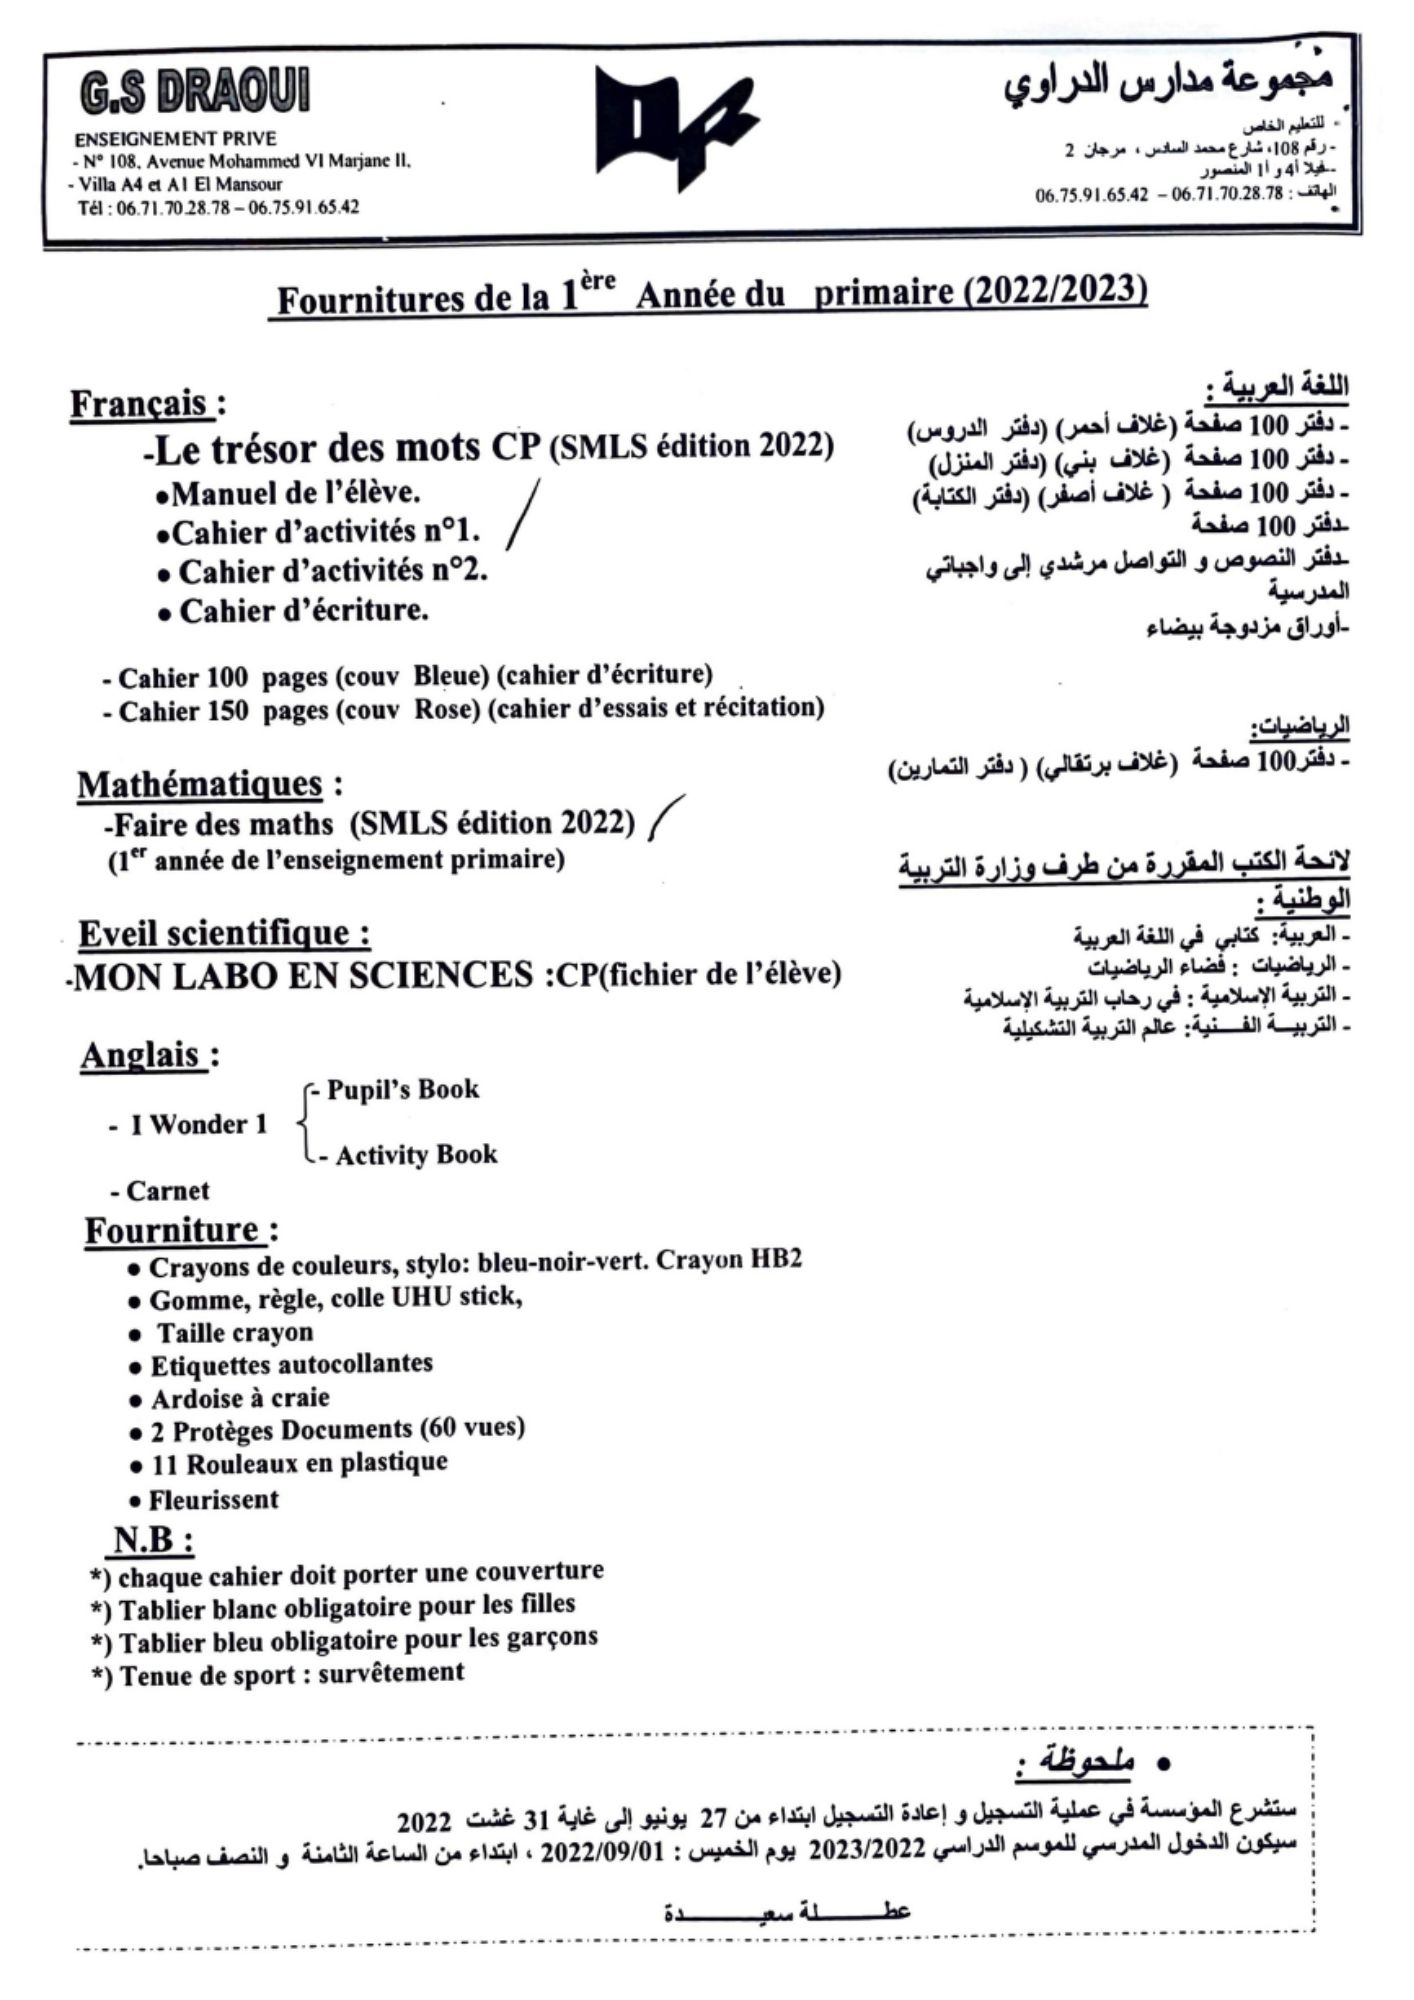 G.S DRAOUI
ENSEIGNEMENT PRIVE
- N° 108, Avenue Mohammed VI Marjane II.
- Villa A4 et A1 El Mansour
Tél : 06.71.70.28.78 – 06.75.91.65.42
مجموعة مدارس الدراوي
- للتعليم الخاص
- رقم 108، شارع محمد السادس ، مرجان 2
-فيلا أ4 و أ1 المنصور
الهاتف : 06.71.70.28.78 – 06.75.91.65.42
Fournitures de la 1ère Année du primaire (2022/2023)
Français :
-Le trésor des mots CP (SMLS édition 2022)
•Manuel de l'élève.
•Cahier d'activités n°1.
• Cahier d'activités n°2.
• Cahier d'écriture.
- Cahier 100 pages (couv Bleue) (cahier d'écriture)
- Cahier 150 pages (couv Rose) (cahier d'essais et récitation)
Mathématiques :
-Faire des maths (SMLS édition 2022)
(1er année de l'enseignement primaire)
Eveil scientifique :
-MON LABO EN SCIENCES :CP(fichier de l'élève)
Anglais :
- I Wonder 1
- Pupil's Book
- Activity Book
- Carnet
Fourniture :
• Crayons de couleurs, stylo: bleu-noir-vert. Crayon HB2
• Gomme, règle, colle UHU stick,
• Taille crayon
• Etiquettes autocollantes
• Ardoise à craie
• 2 Protèges Documents (60 vues)
• 11 Rouleaux en plastique
• Fleurissent
N.B :
*) chaque cahier doit porter une couverture
*) Tablier blanc obligatoire pour les filles
*) Tablier bleu obligatoire pour les garçons
*) Tenue de sport : survêtement
اللغة العربية :
- دفتر 100 صفحة (غلاف أحمر) (دفتر الدروس)
- دفتر 100 صفحة (غلاف بني) (دفتر المنزل)
- دفتر 100 صفحة ( غلاف أصفر) (دفتر الكتابة)
-دفتر 100 صفحة
-دفتر النصوص و التواصل مرشدي إلى واجباتي
المدرسية
-أوراق مزدوجة بيضاء
الرياضيات:
- دفتر100 صفحة (غلاف برتقالي) ( دفتر التمارين)
لائحة الكتب المقررة من طرف وزارة التربية
الوطنية :
- العربية: كتابي في اللغة العربية
- الرياضيات : فضاء الرياضيات
- التربية الإسلامية : في رحاب التربية الإسلامية
- التربيــة الفــنية: عالم التربية التشكيلية
• ملحوظة :
ستشرع المؤسسة في عملية التسجيل و إعادة التسجيل ابتداء من 27 يونيو إلى غاية 31 غشت 2022
سيكون الدخول المدرسي للموسم الدراسي 2023/2022 يوم الخميس : 2022/09/01 ، ابتداء من الساعة الثامنة و النصف صباحا.
عطـــــلة سعيـــــدة